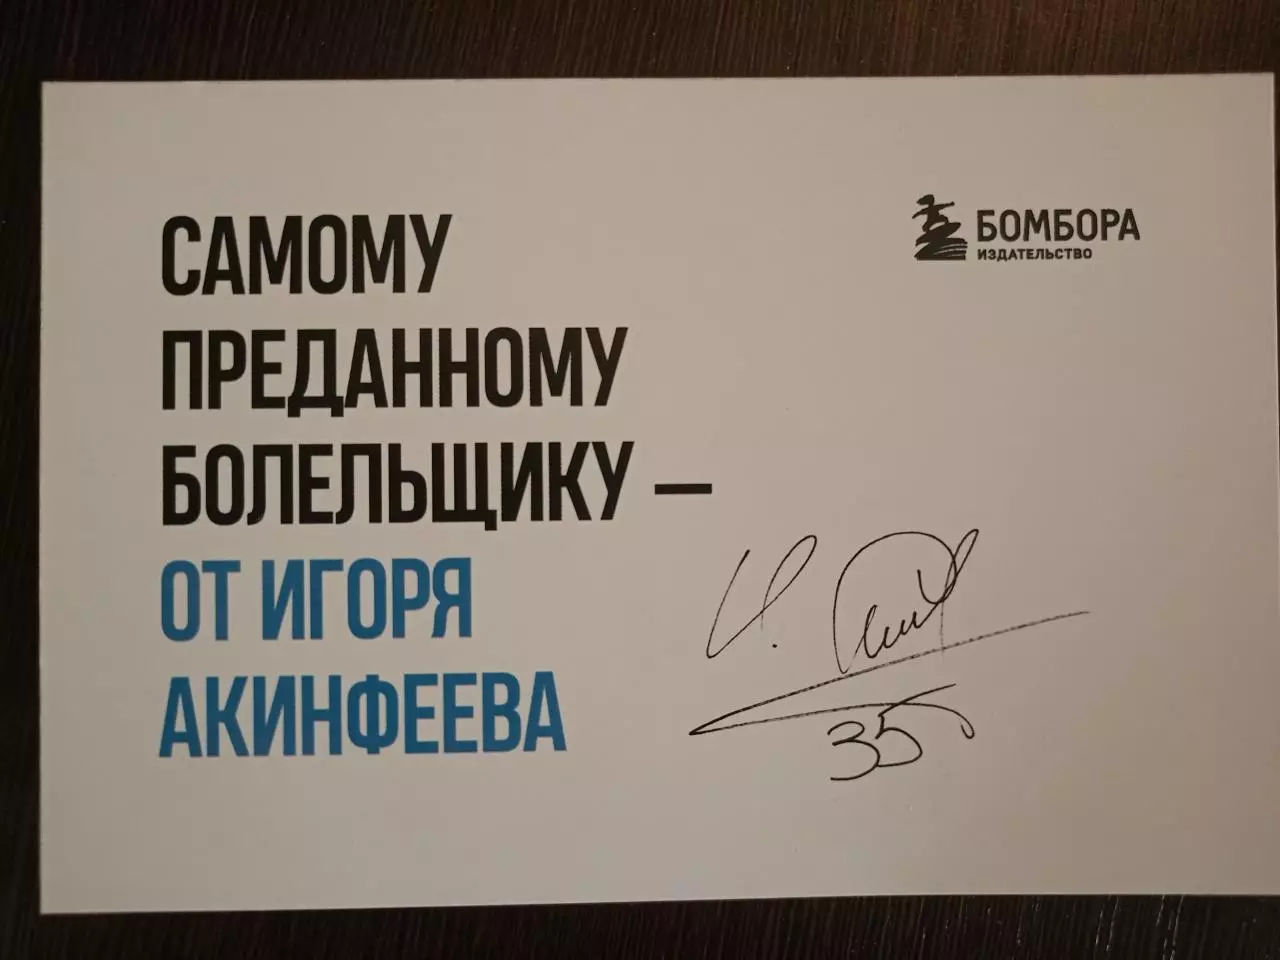 САМОМУ
ПРЕДАННОМУ
БОЛЕЛЬЩИКУ —
ОТ ИГОРЯ
АКИНФЕЕВА
БОМБОРА
ИЗДАТЕЛЬСТВО
35